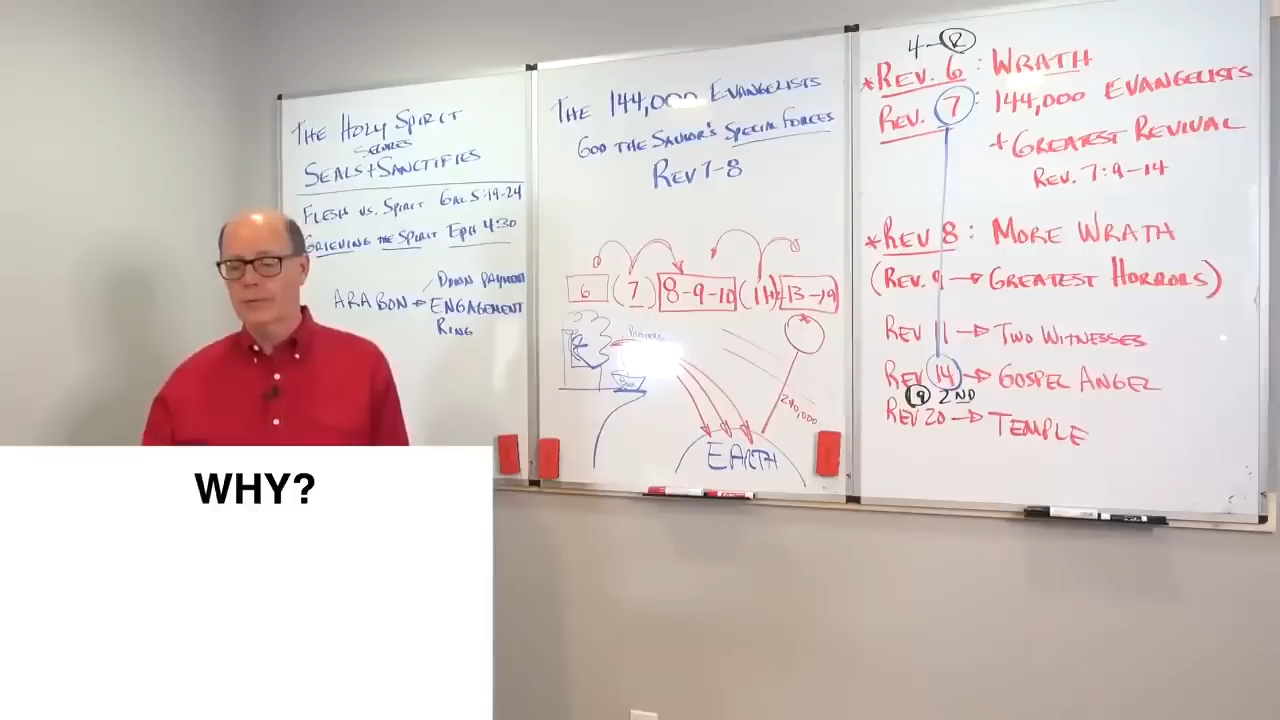 THE HOLY SPIRIT
SECURES
SEALS + SANCTIFIES
FLESH VS. SPIRIT GAL 5:19-24
GRIEVING THE SPIRIT EPH 4:30
DOWN PAYMENT
ARABON → ENGAGEMENT
RING
THE 144,000 EVANGELISTS
GOD THE SAVIOR'S SPECIAL FORCES
REV 7-8
6 (7) 8-9-10 (11) 13-19
PRAYERS
240,000
EARTH
4-R
*REV. 6: WRATH
REV. 7: 144,000 EVANGELISTS
+ GREATEST REVIVAL
REV. 7:9-14
*REV 8: MORE WRATH
(REV. 9 → GREATEST HORRORS)
REV 11 → TWO WITNESSES
REV 14 → GOSPEL ANGEL
19 2ND
REV 20 → TEMPLE
WHY?